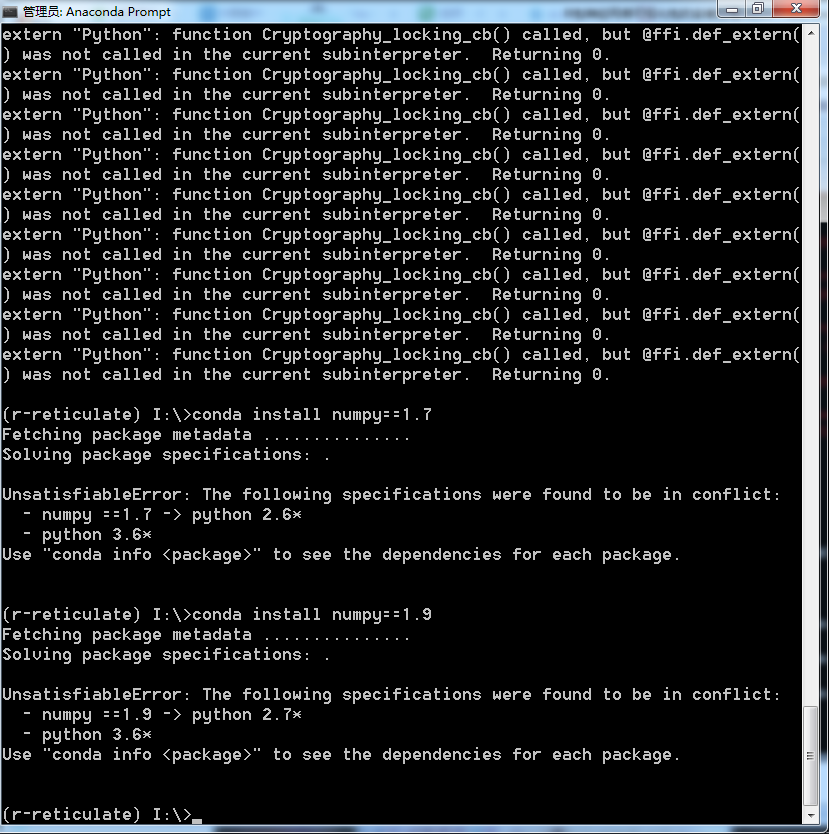 管理员: Anaconda Prompt
extern "Python": function Cryptography_locking_cb() called, but @ffi.def_extern(
) was not called in the current subinterpreter.  Returning 0.
extern "Python": function Cryptography_locking_cb() called, but @ffi.def_extern(
) was not called in the current subinterpreter.  Returning 0.
extern "Python": function Cryptography_locking_cb() called, but @ffi.def_extern(
) was not called in the current subinterpreter.  Returning 0.
extern "Python": function Cryptography_locking_cb() called, but @ffi.def_extern(
) was not called in the current subinterpreter.  Returning 0.
extern "Python": function Cryptography_locking_cb() called, but @ffi.def_extern(
) was not called in the current subinterpreter.  Returning 0.
extern "Python": function Cryptography_locking_cb() called, but @ffi.def_extern(
) was not called in the current subinterpreter.  Returning 0.
extern "Python": function Cryptography_locking_cb() called, but @ffi.def_extern(
) was not called in the current subinterpreter.  Returning 0.
extern "Python": function Cryptography_locking_cb() called, but @ffi.def_extern(
) was not called in the current subinterpreter.  Returning 0.
extern "Python": function Cryptography_locking_cb() called, but @ffi.def_extern(
) was not called in the current subinterpreter.  Returning 0.
(r-reticulate) I:\>conda install numpy==1.7
Fetching package metadata ...............
Solving package specifications: .
UnsatisfiableError: The following specifications were found to be in conflict:
  - numpy ==1.7 -> python 2.6*
  - python 3.6*
Use "conda info <package>" to see the dependencies for each package.
(r-reticulate) I:\>conda install numpy==1.9
Fetching package metadata ...............
Solving package specifications: .
UnsatisfiableError: The following specifications were found to be in conflict:
  - numpy ==1.9 -> python 2.7*
  - python 3.6*
Use "conda info <package>" to see the dependencies for each package.
(r-reticulate) I:\>_